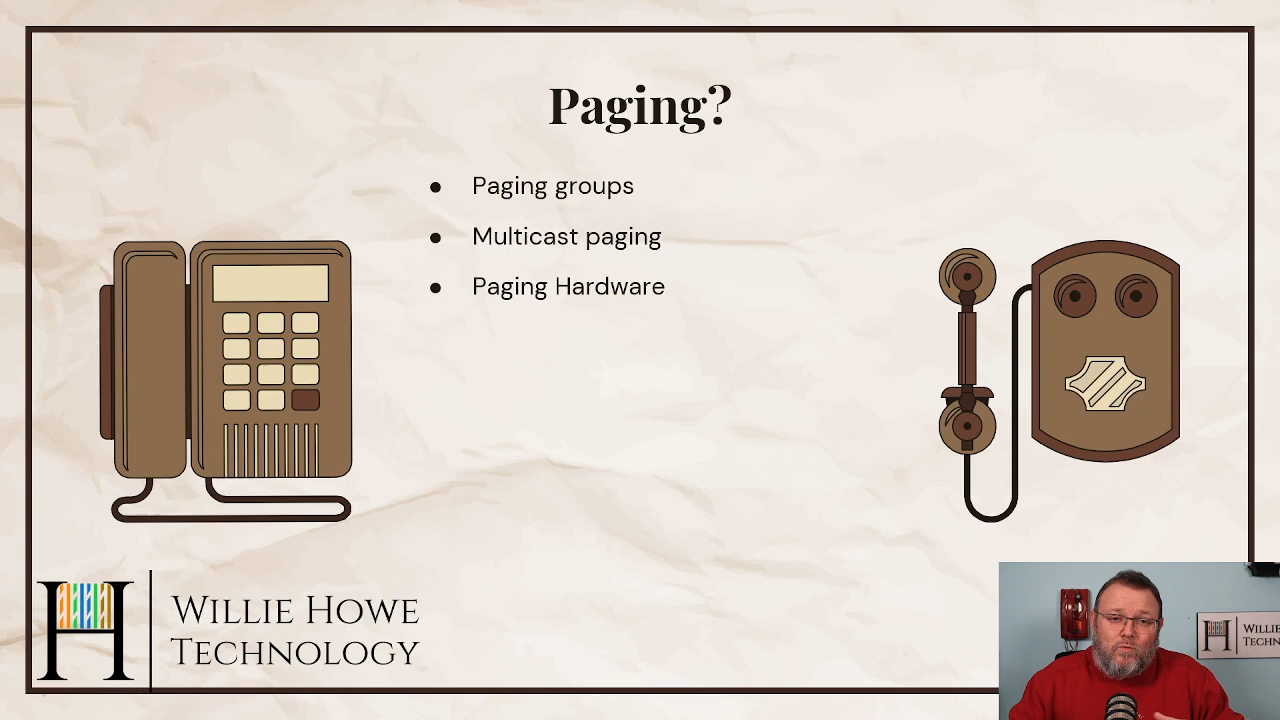 Paging?
● Paging groups
● Multicast paging
● Paging Hardware
H
Willie Howe
Technology
H